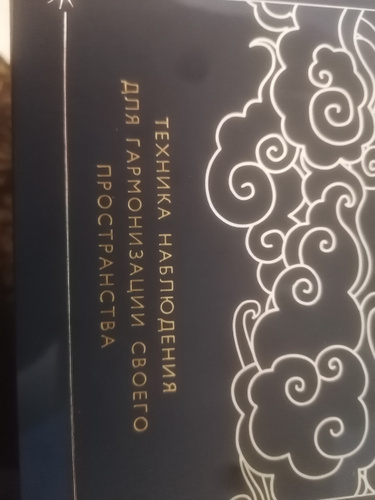 ТЕХНИКА НАБЛЮДЕНИЯ
ДЛЯ ГАРМОНИЗАЦИИ СВОЕГО
ПРОСТРАНСТВА